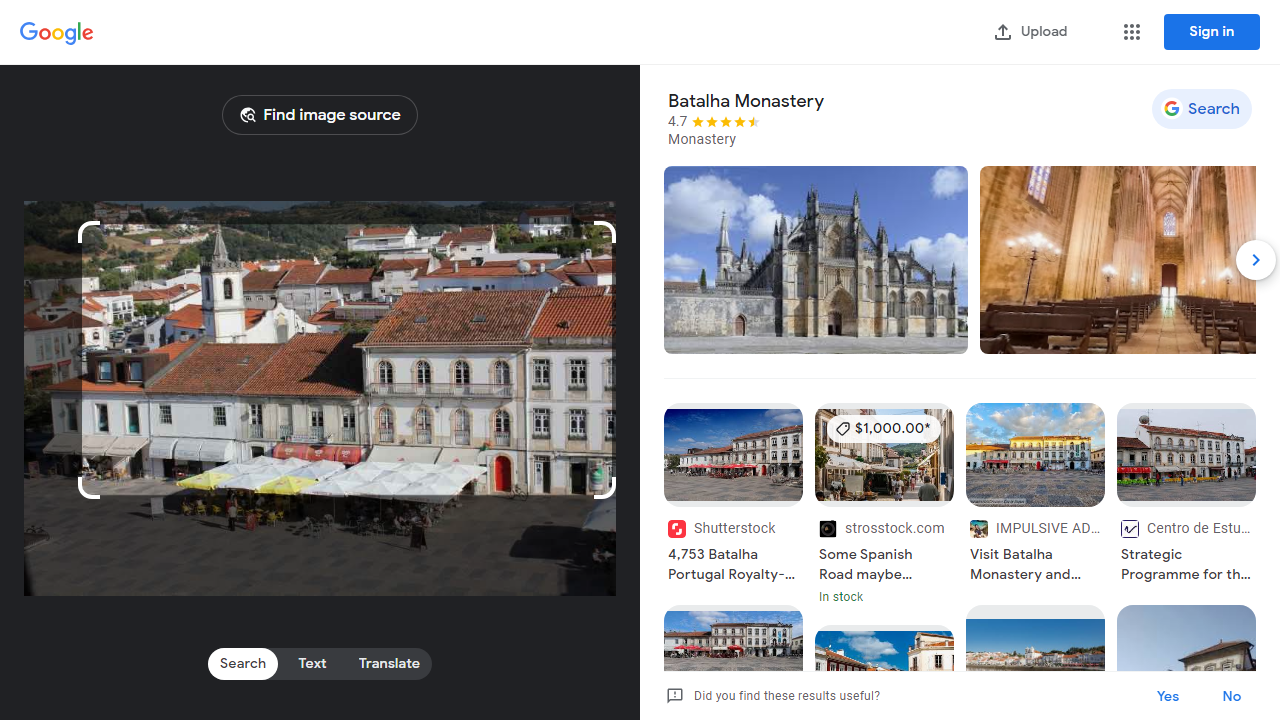 Google
Upload
Sign in
Find image source
Search
Text
Translate
Batalha Monastery
4.7
Monastery
Search
$1,000.00*
Shutterstock
4,753 Batalha
Portugal Royalty-...
strosstock.com
Some Spanish
Road maybe...
In stock
IMPULSIVE AD...
Visit Batalha
Monastery and...
Centro de Estu...
Strategic
Programme for th...
Did you find these results useful?
Yes
No